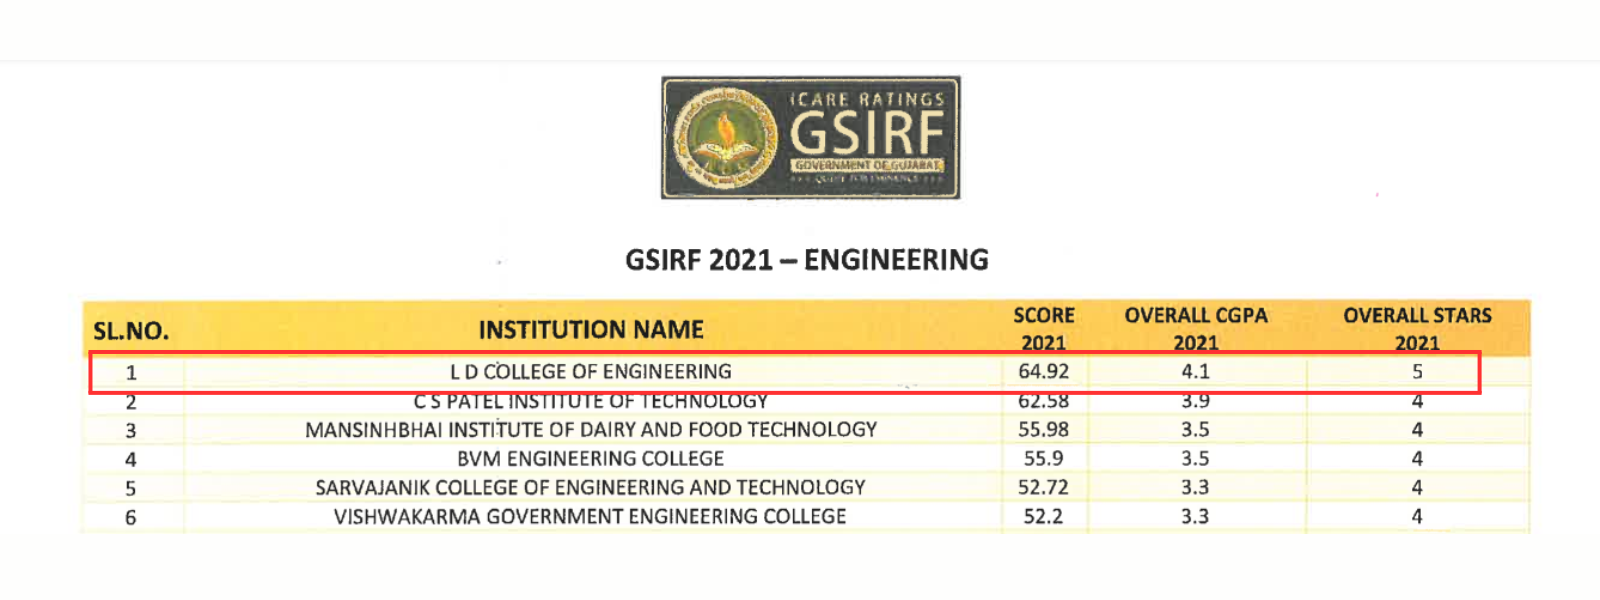 iCARE RATINGS
GSIRF
GOVERNMENT OF GUJARAT
GSIRF 2021 – ENGINEERING
SL.NO. INSTITUTION NAME SCORE 2021 OVERALL CGPA 2021 OVERALL STARS 2021
1 L D COLLEGE OF ENGINEERING 64.92 4.1 5
2 C S PATEL INSTITUTE OF TECHNOLOGY 62.58 3.9 4
3 MANSINHBHAI INSTITUTE OF DAIRY AND FOOD TECHNOLOGY 55.98 3.5 4
4 BVM ENGINEERING COLLEGE 55.9 3.5 4
5 SARVAJANIK COLLEGE OF ENGINEERING AND TECHNOLOGY 52.72 3.3 4
6 VISHWAKARMA GOVERNMENT ENGINEERING COLLEGE 52.2 3.3 4